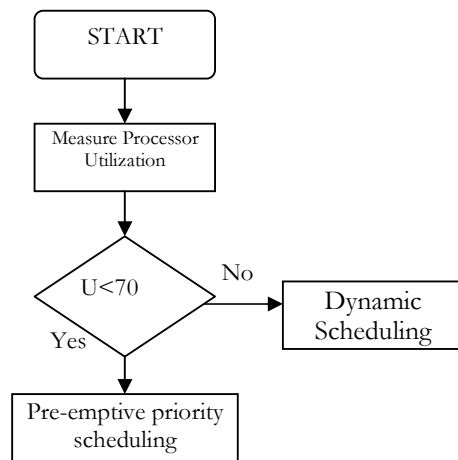 START
Measure Processor
Utilization
U<70
No
Dynamic
Scheduling
Yes
Pre-emptive priority
scheduling